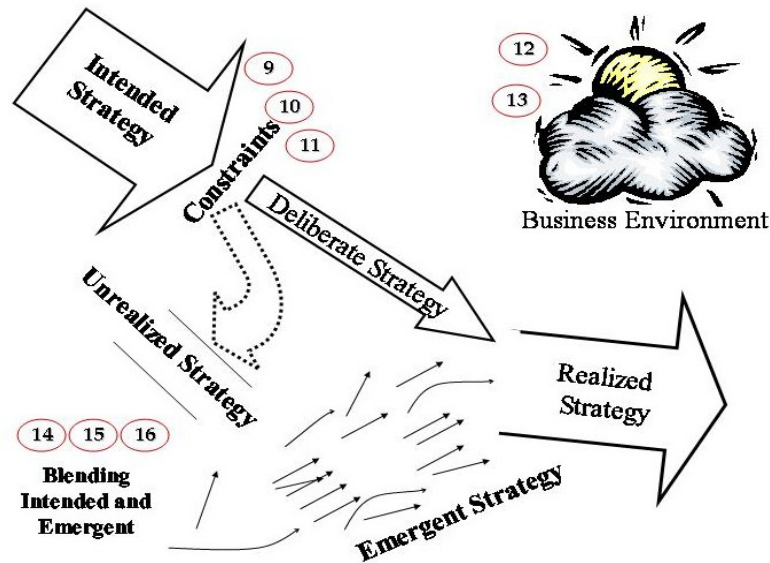 Intended
Strategy
9
10
11
Constraints
12
13
Business Environment
Deliberate Strategy
Unrealized Strategy
Realized
Strategy
14 15 16
Blending
Intended and
Emergent
Emergent Strategy